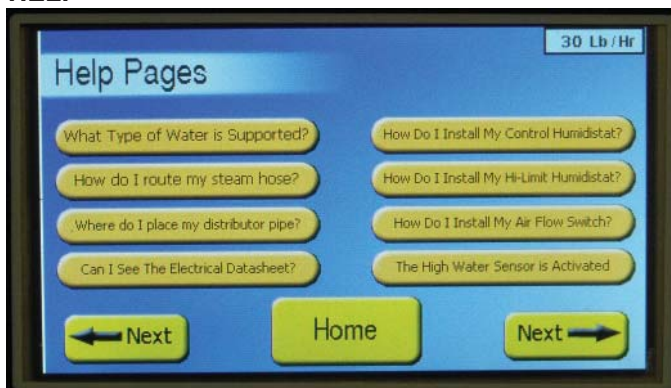 30 Lb/Hr
Help Pages
What Type of Water is Supported?
How do I route my steam hose?
Where do I place my distributor pipe?
Can I See The Electrical Datasheet?
How Do I Install My Control Humidistat?
How Do I Install My Hi-Limit Humidistat?
How Do I Install My Air Flow Switch?
The High Water Sensor is Activated
Next
Home
Next